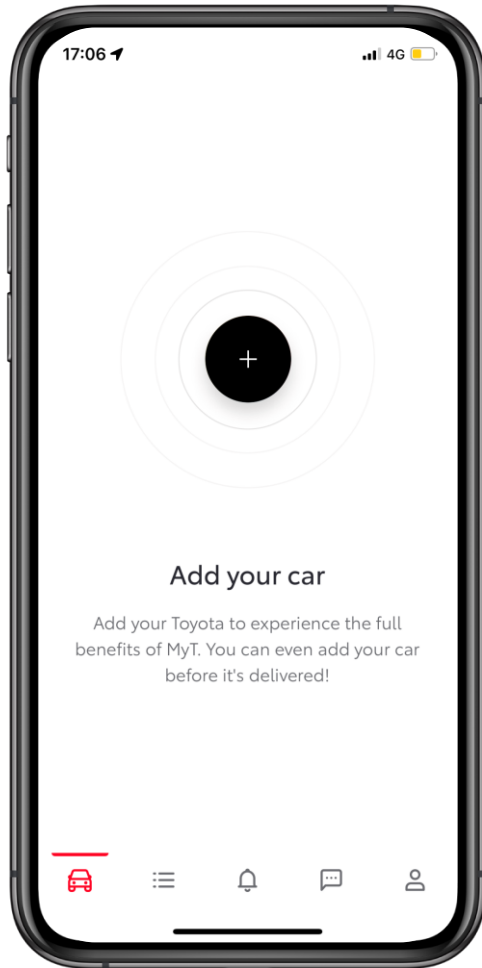 17:06
4G
Add your car
Add your Toyota to experience the full
benefits of MyT. You can even add your car
before it's delivered!